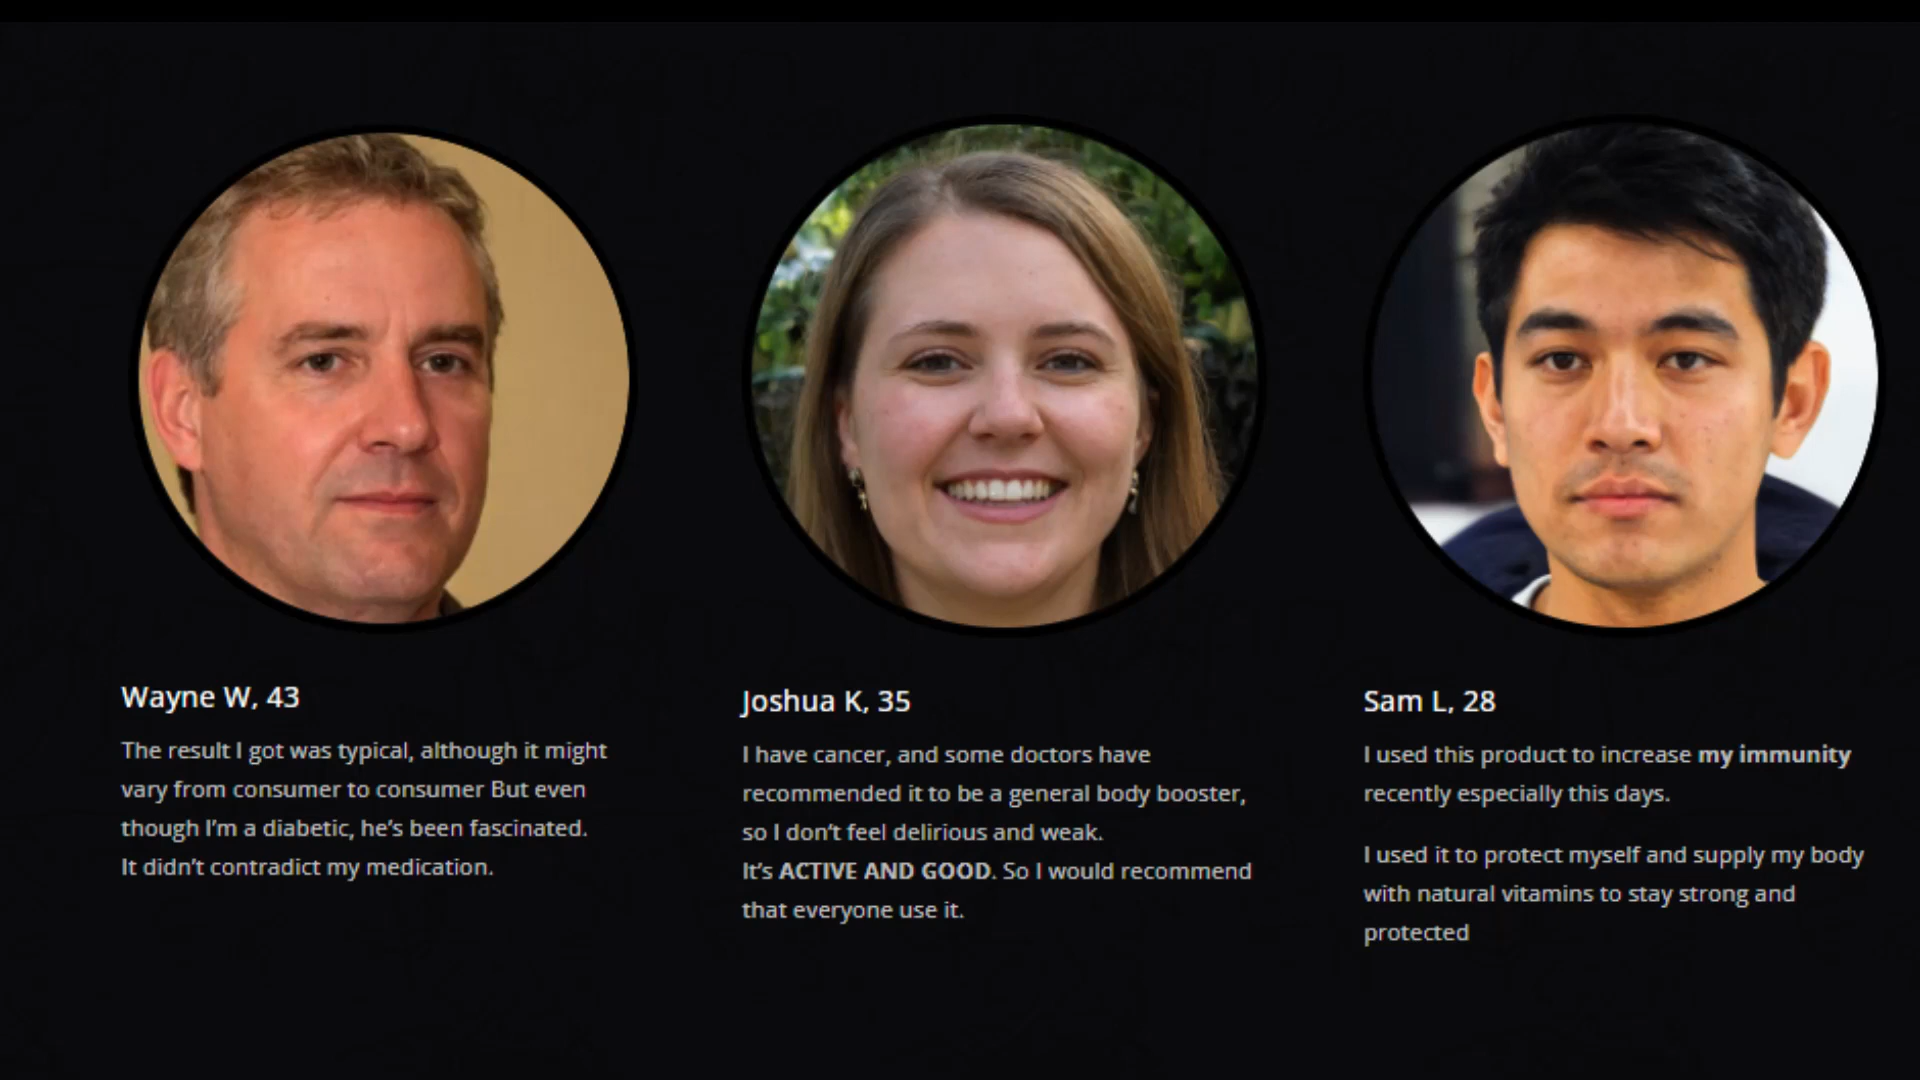 Wayne W, 43
The result I got was typical, although it might
vary from consumer to consumer But even
though I'm a diabetic, he's been fascinated.
It didn't contradict my medication.
Joshua K, 35
I have cancer, and some doctors have
recommended it to be a general body booster,
so I don't feel delirious and weak.
It's ACTIVE AND GOOD. So I would recommend
that everyone use it.
Sam L, 28
I used this product to increase my immunity
recently especially this days.
I used it to protect myself and supply my body
with natural vitamins to stay strong and
protected